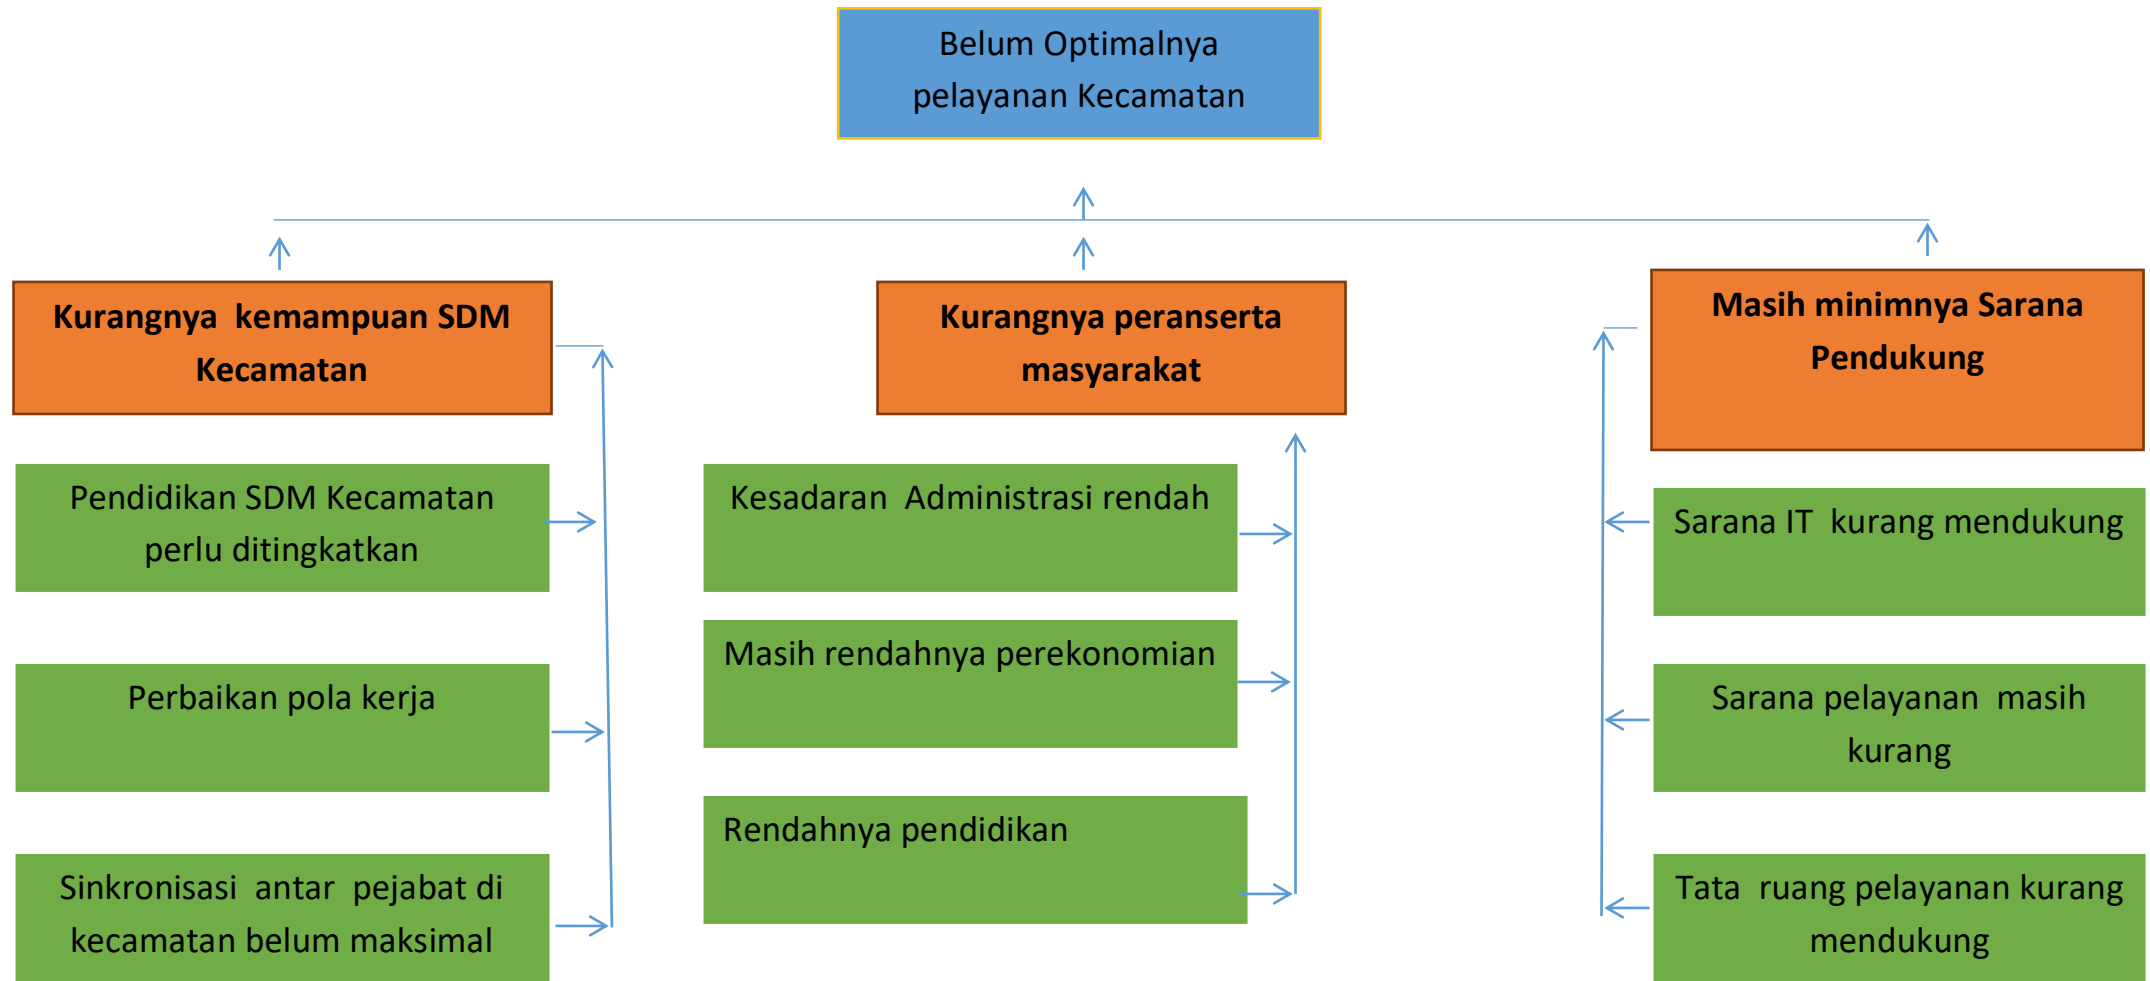 Belum Optimalnya
pelayanan Kecamatan
Kurangnya  kemampuan SDM
Kecamatan
Pendidikan SDM Kecamatan
perlu ditingkatkan
Perbaikan pola kerja
Sinkronisasi  antar  pejabat di
kecamatan belum maksimal
Kurangnya peranserta
masyarakat
Kesadaran  Administrasi rendah
Masih rendahnya perekonomian
Rendahnya pendidikan
Masih minimnya Sarana
Pendukung
Sarana IT  kurang mendukung
Sarana pelayanan  masih
kurang
Tata  ruang pelayanan kurang
mendukung